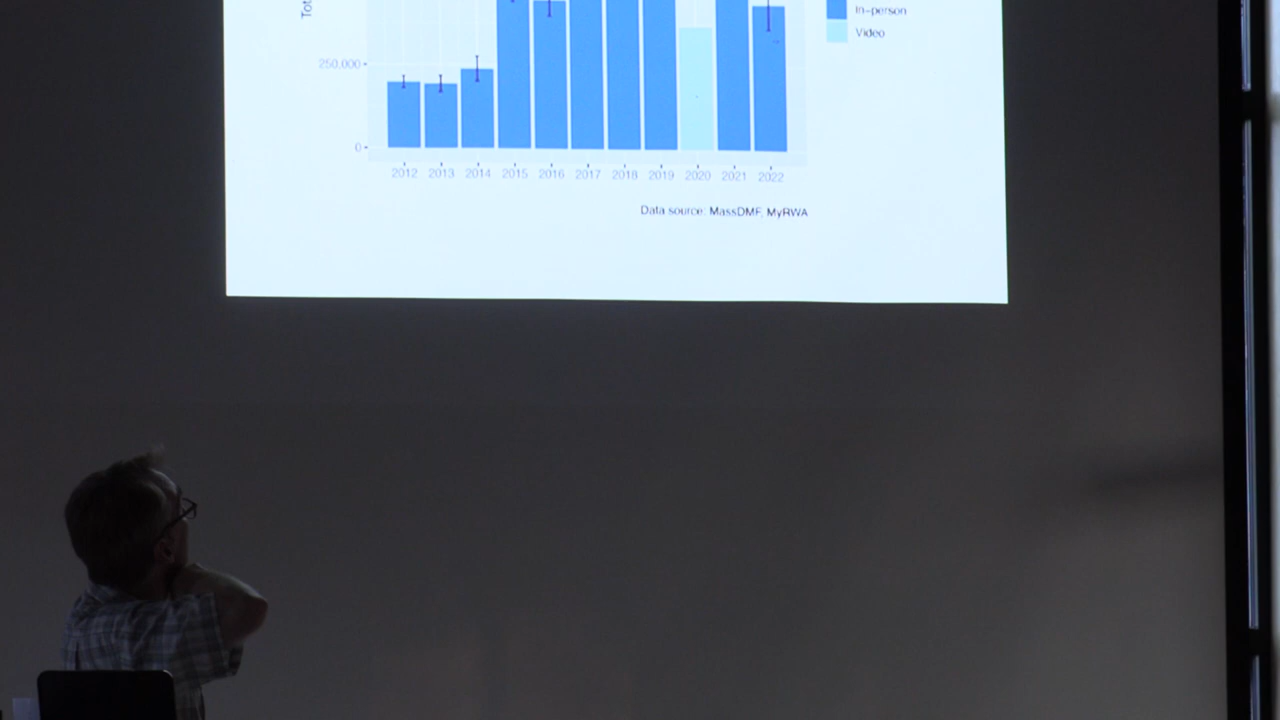 Tot
In-person
Video
250,000
0
2012 2013 2014 2015 2016 2017 2018 2019 2020 2021 2022
Data source: MassDMF, MyRWA